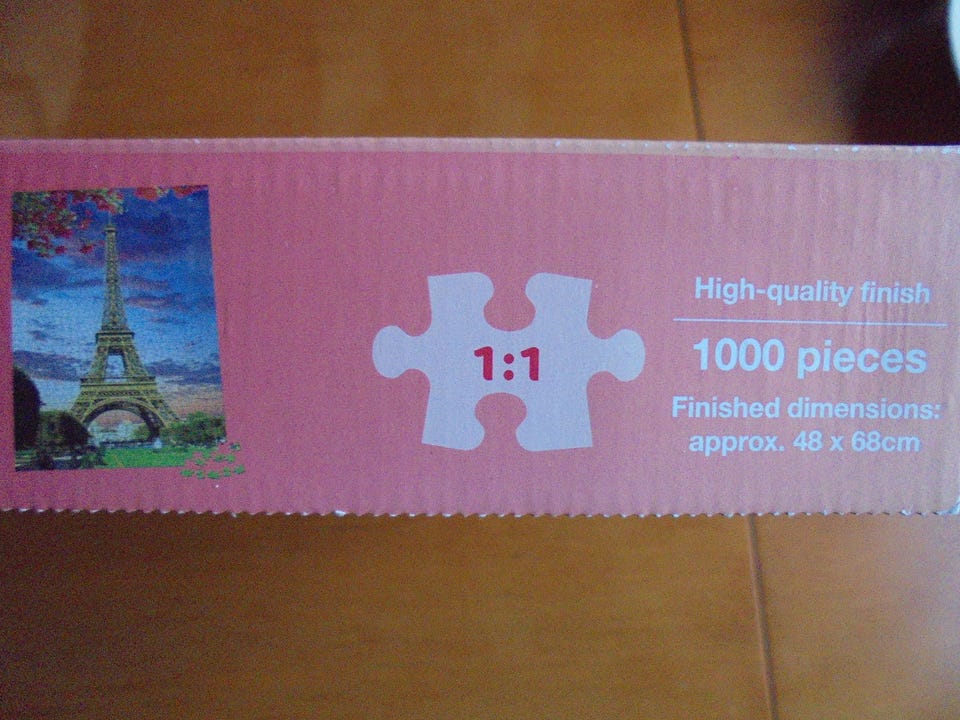 1:1
High-quality finish
1000 pieces
Finished dimensions:
approx. 48 x 68cm